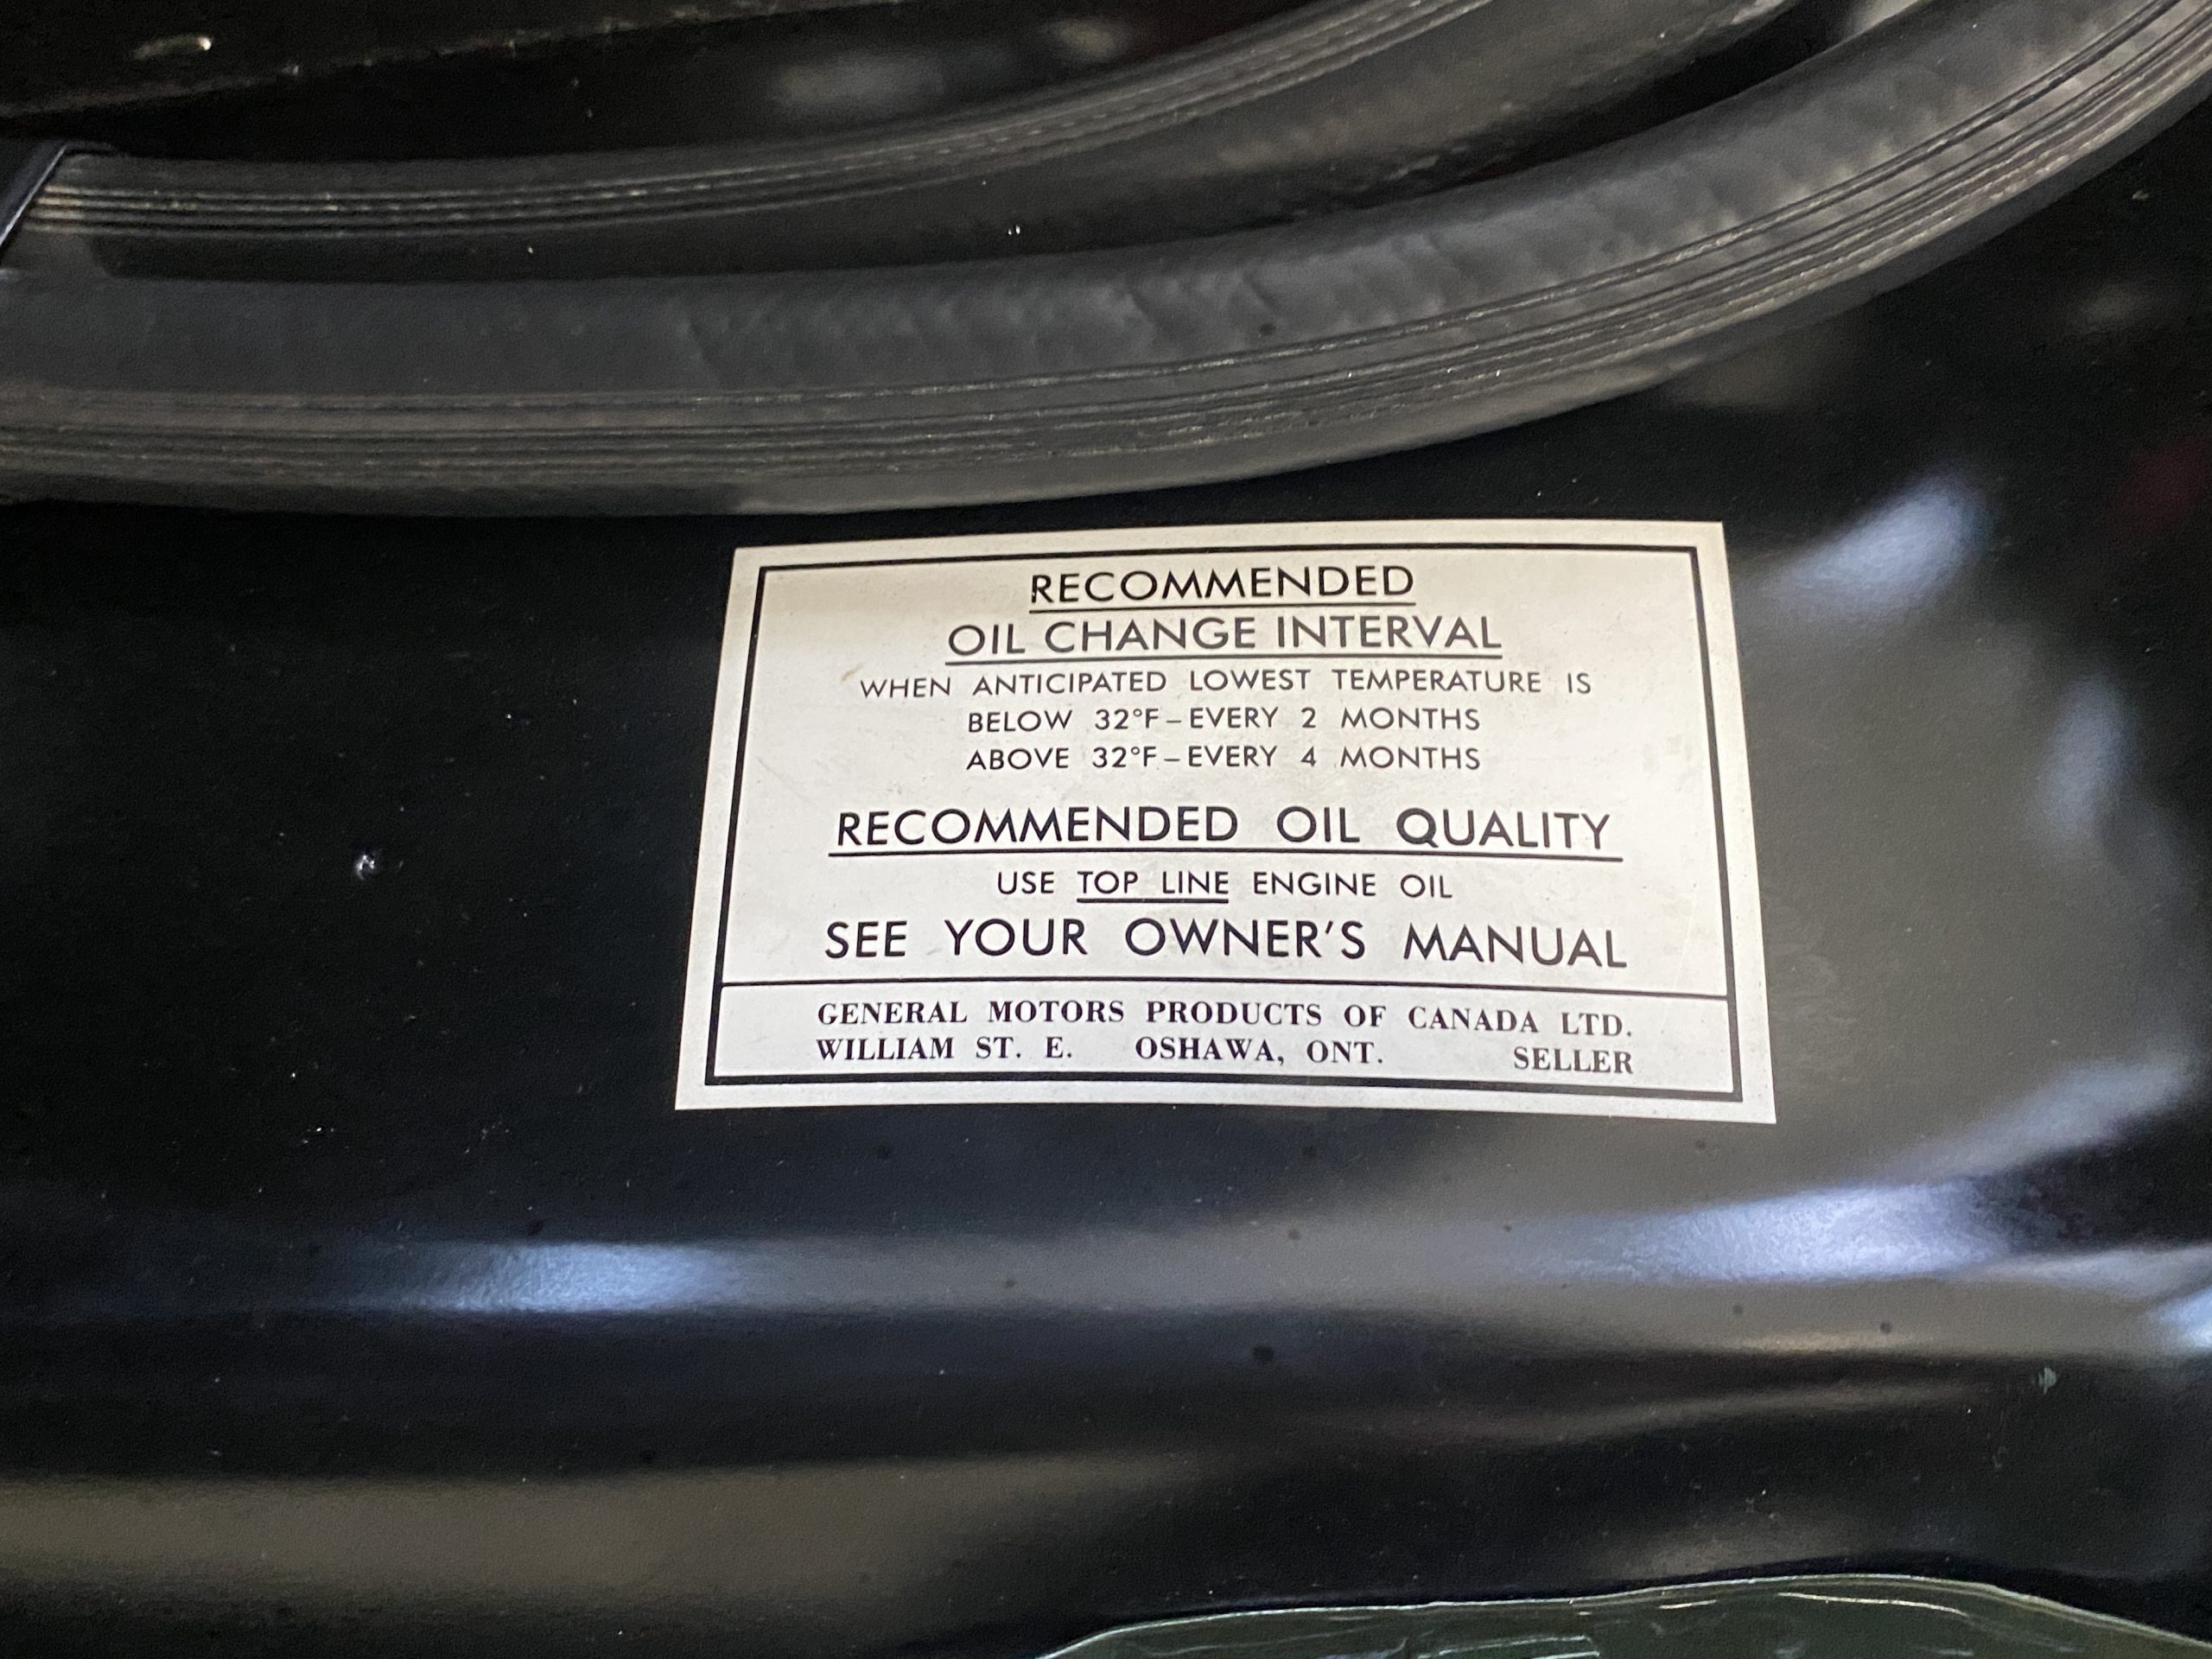 RECOMMENDED
OIL CHANGE INTERVAL
WHEN ANTICIPATED LOWEST TEMPERATURE IS
BELOW 32°F–EVERY 2 MONTHS
ABOVE 32°F–EVERY 4 MONTHS
RECOMMENDED OIL QUALITY
USE TOP LINE ENGINE OIL
SEE YOUR OWNER'S MANUAL
GENERAL MOTORS PRODUCTS OF CANADA LTD.
WILLIAM ST. E. OSHAWA, ONT. SELLER